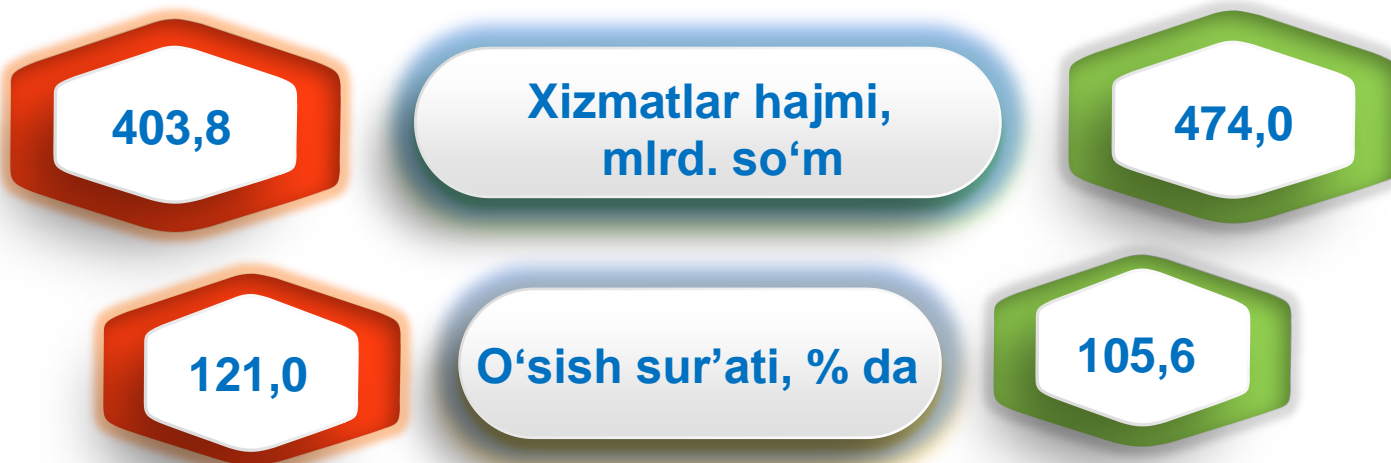 403,8
Xizmatlar hajmi,
mlrd. so‘m
474,0
121,0
O‘sish sur’ati, % da
105,6